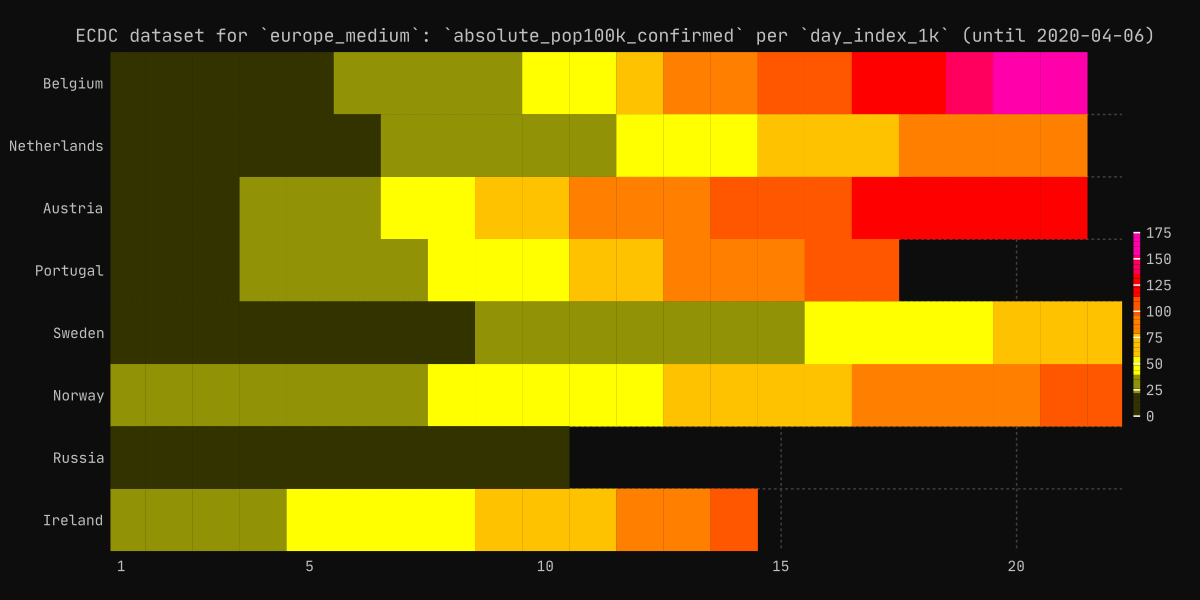 ECDC dataset for `europe_medium`: `absolute_pop100k_confirmed` per `day_index_1k` (until 2020-04-06)
Belgium
Netherlands
Austria
Portugal
Sweden
Norway
Russia
Ireland
175
150
125
100
75
50
25
0
1 5 10 15 20